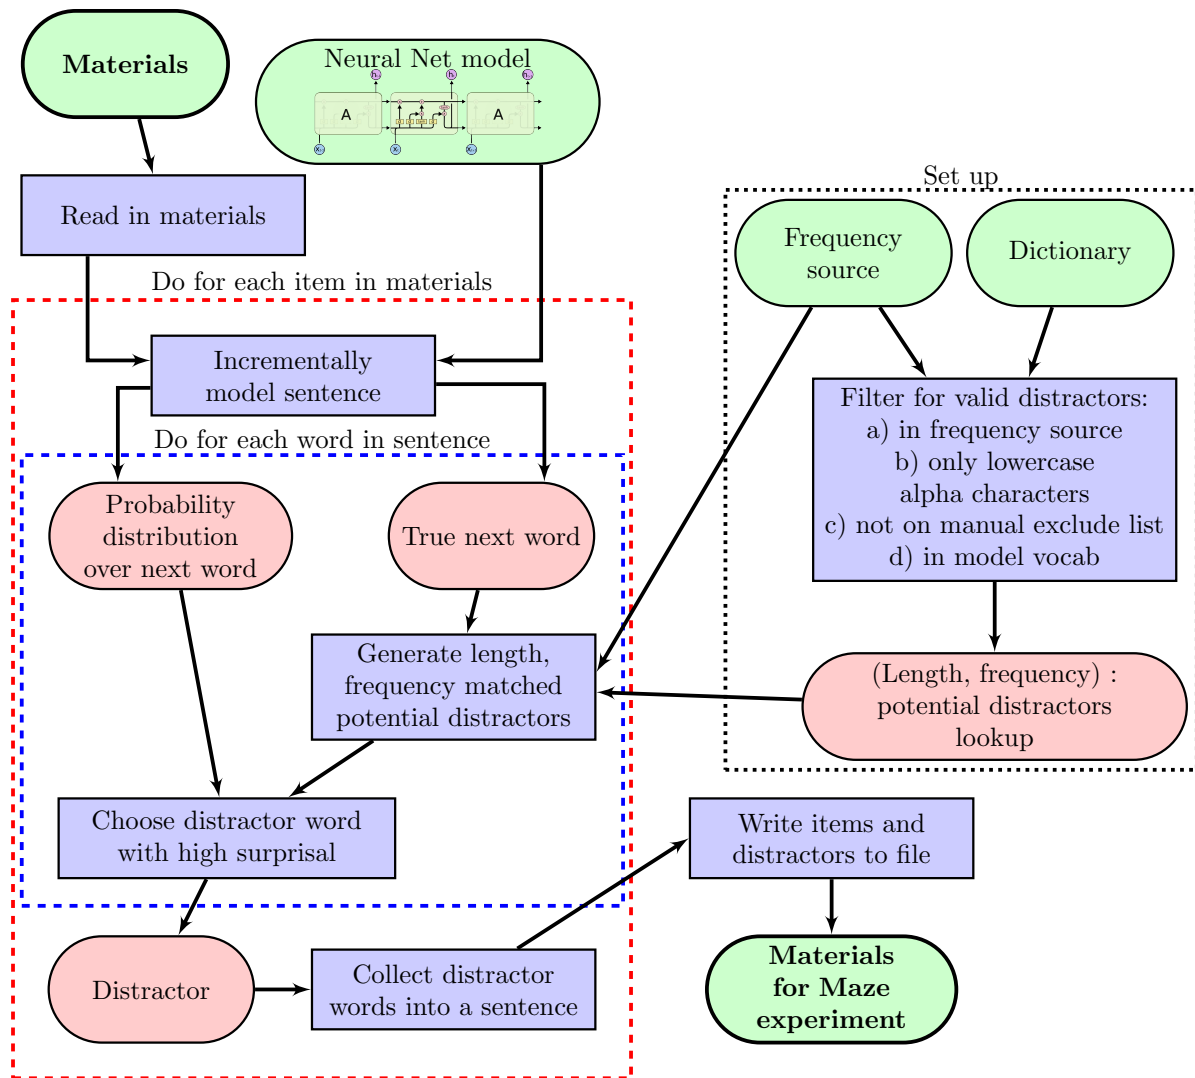 Materials
Neural Net model
A
A
Read in materials
Set up
Frequency
source
Dictionary
Do for each item in materials
Incrementally
model sentence
Filter for valid distractors:
a) in frequency source
b) only lowercase
alpha characters
c) not on manual exclude list
d) in model vocab
Do for each word in sentence
Probability
distribution
over next word
True next word
Generate length,
frequency matched
potential distractors
(Length, frequency) :
potential distractors
lookup
Choose distractor word
with high surprisal
Write items and
distractors to file
Distractor
Collect distractor
words into a sentence
Materials
for Maze
experiment